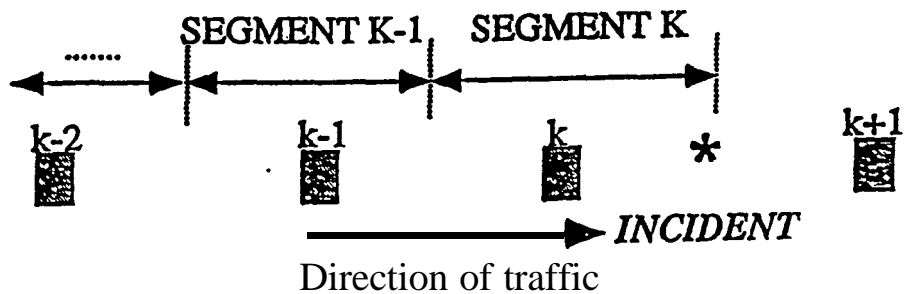 SEGMENT K-1 SEGMENT K
........
k-2 k-1 k * k+1
INCIDENT
Direction of traffic